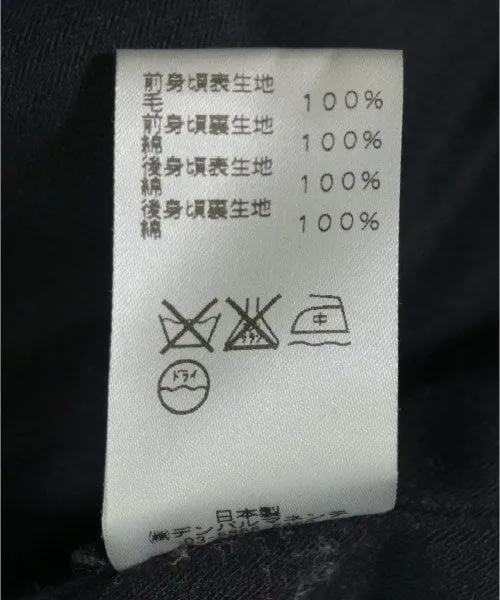 前身頃表生地
毛 100%
前身頃裏生地
綿 100%
後身頃表生地
綿 100%
後身頃裏生地
綿 100%
中
ドライ
日本製